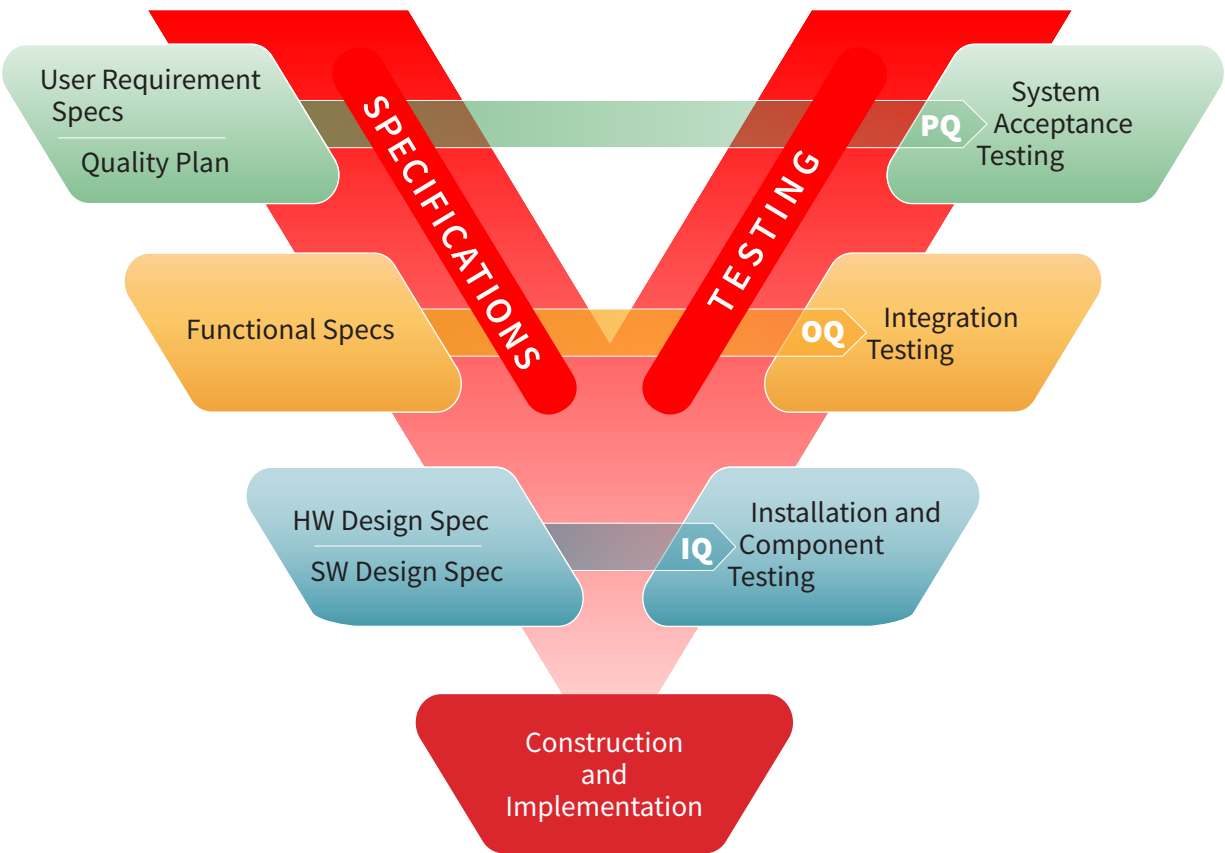 User Requirement
Specs
Quality Plan
SPECIFICATIONS
TESTING
PQ
System
Acceptance
Testing
Functional Specs
OQ
Integration
Testing
HW Design Spec
SW Design Spec
IQ
Installation and
Component
Testing
Construction
and
Implementation